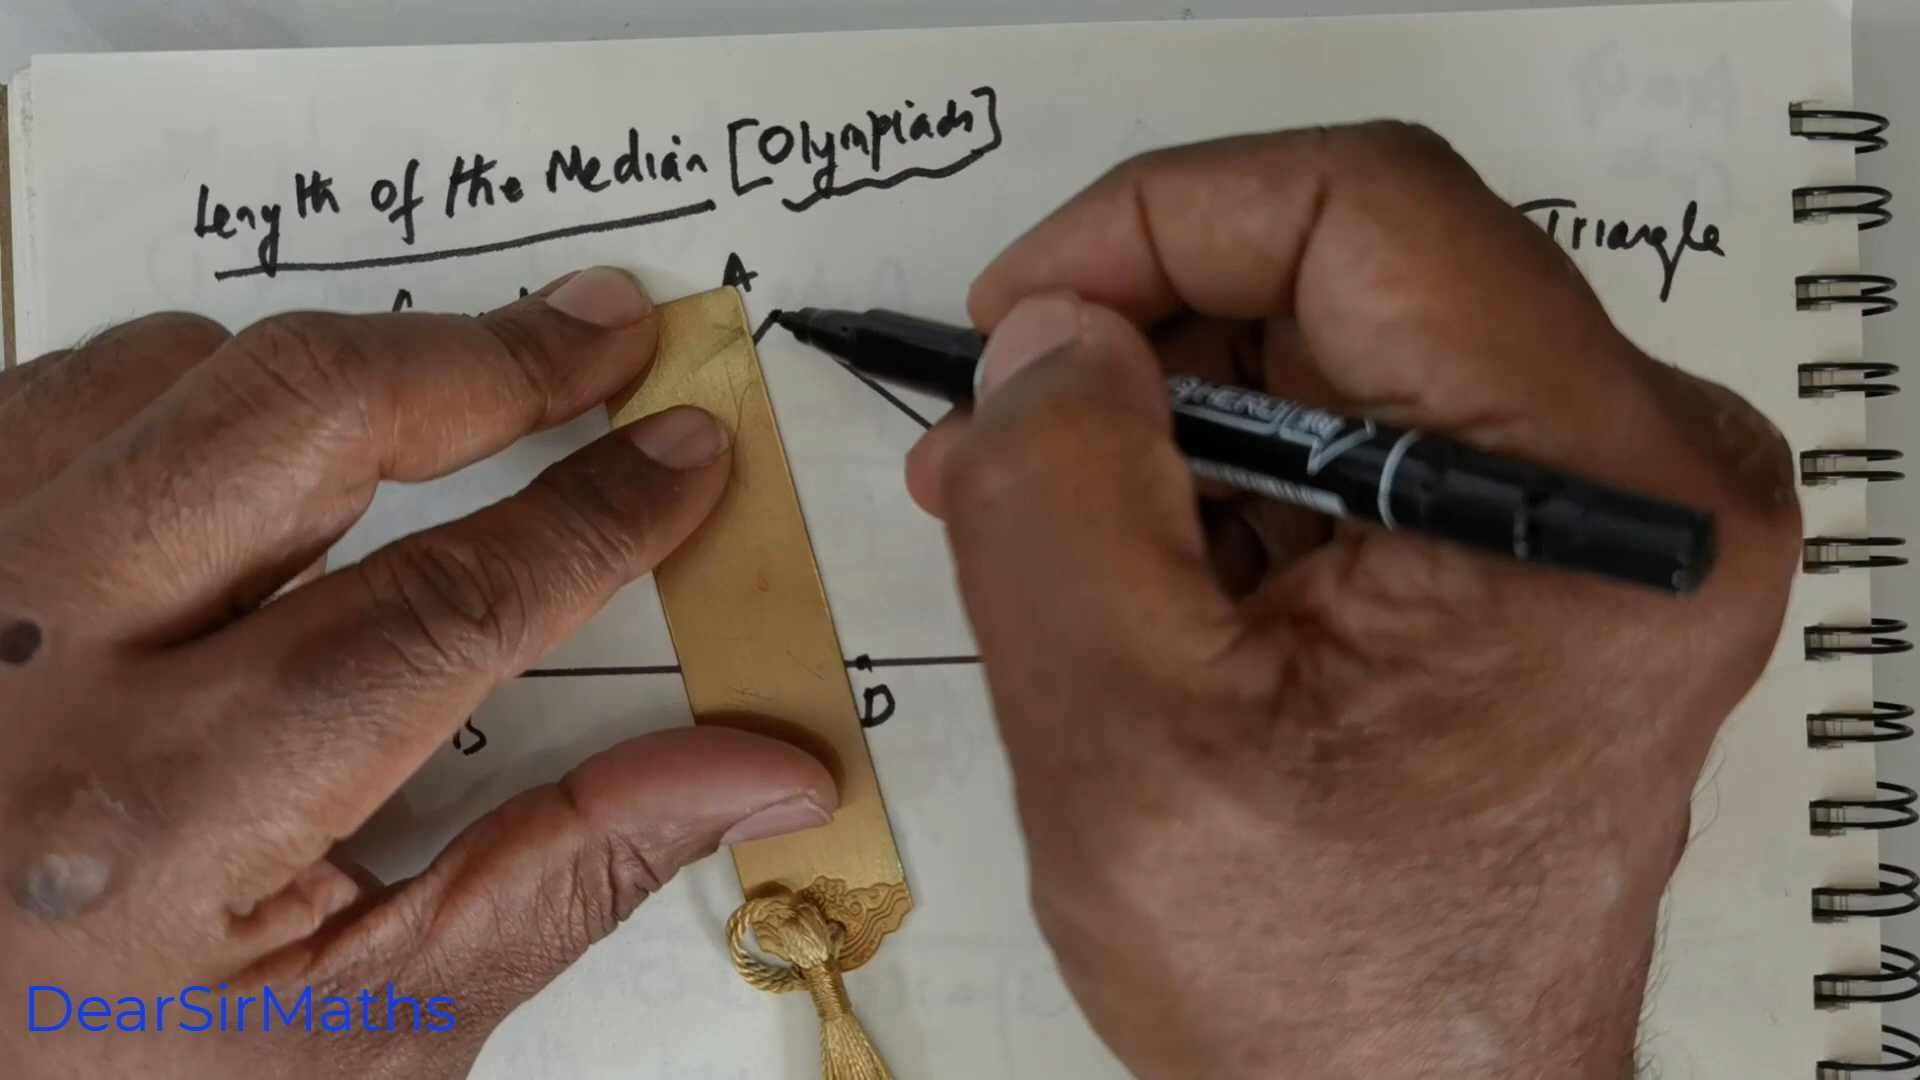 Length of the Median [Olympiads]
Triangle
A
D
B
DearSirMaths